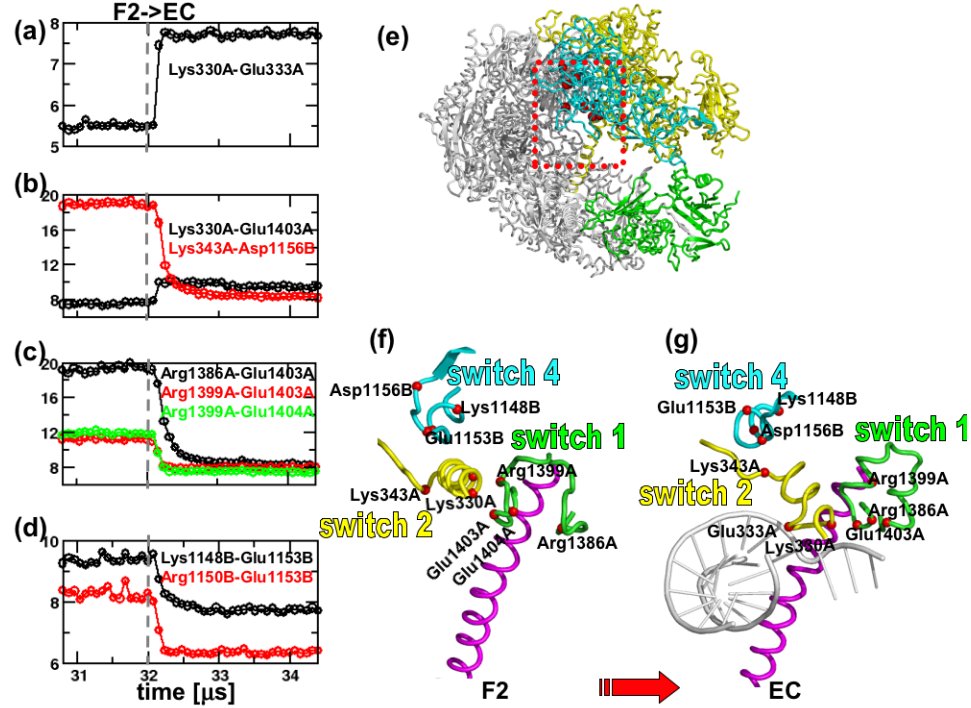 F2->EC
(a)
8
7
6
5
Lys330A-Glu333A
(b)
20
16
12
8
Lys330A-Glu1403A
Lys343A-Asp1156B
(c)
20
16
12
8
Arg1386A-Glu1403A
Arg1399A-Glu1403A
Arg1399A-Glu1404A
(d)
10
8
6
Lys1148B-Glu1153B
Arg1150B-Glu1153B
31 32 33 34
time [μs]
(e)
(f)
switch 4
Asp1156B
Lys1148B
Glu1153B
switch 1
Arg1399A
Lys343A
Lys330A
switch 2
Glu1403A
Glu1404A
Arg1386A
F2
(g)
switch 4
Lys1148B
Glu1153B
Asp1156B
switch 1
Lys343A
Arg1399A
switch 2
Arg1386A
Glu333A
Glu1403A
Lys330A
EC